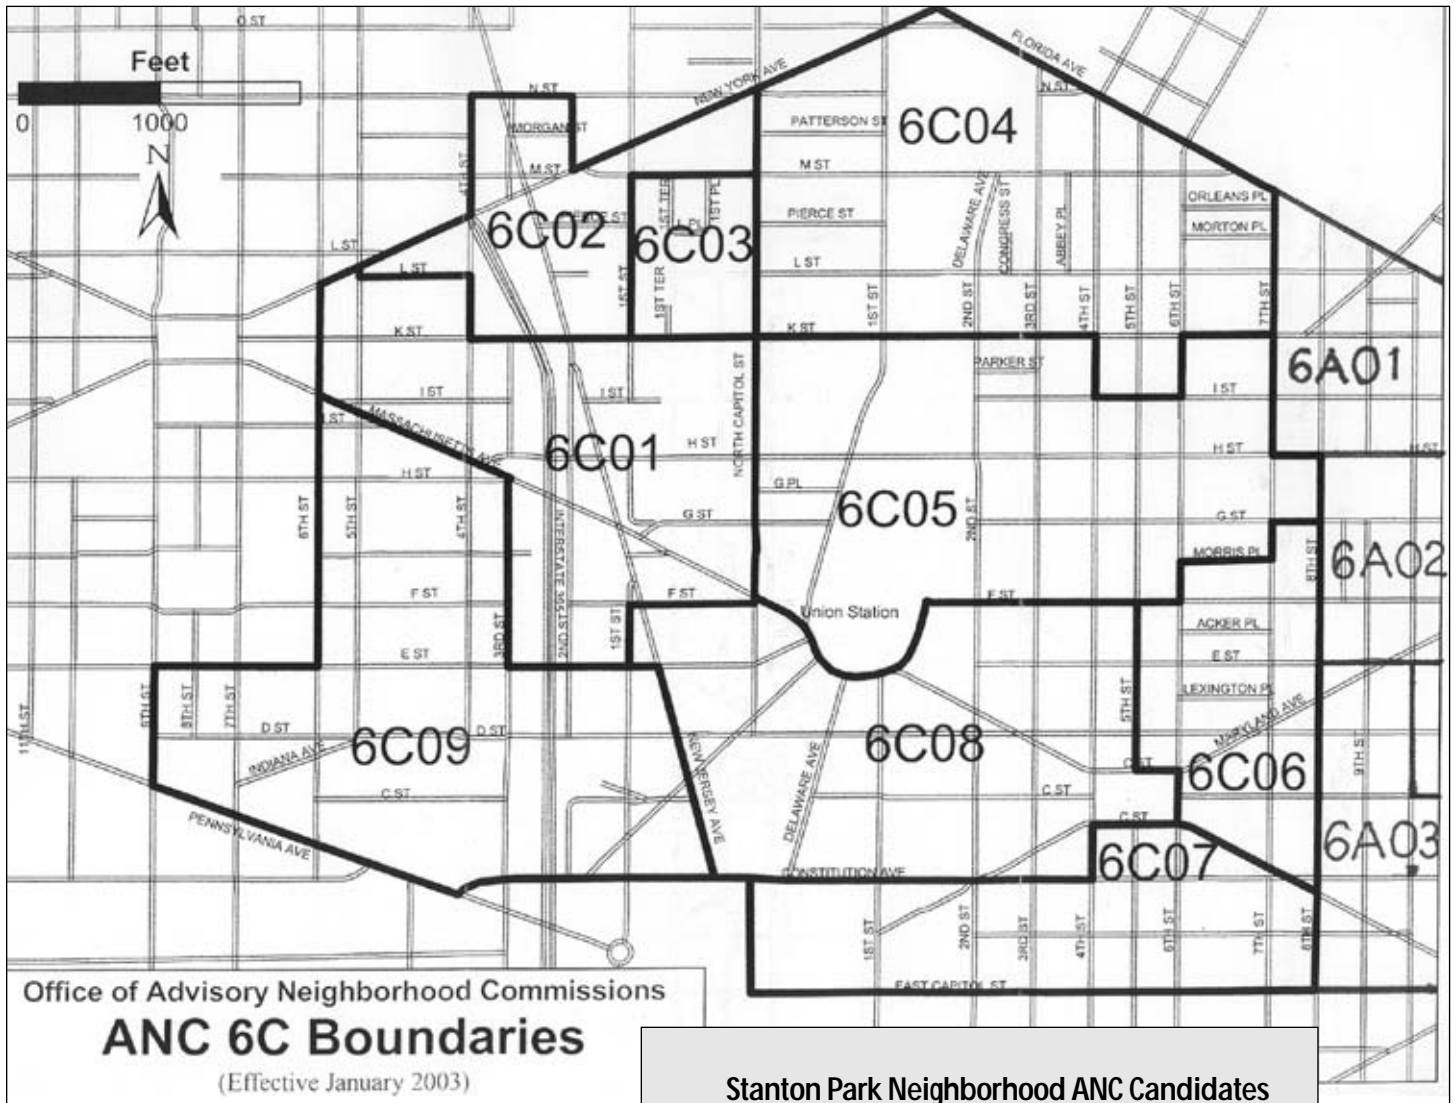 O ST
Feet
0 1000
N
N ST
MORGAN ST
M ST
4TH ST
NEW YORK AVE
FLORIDA AVE
N ST
PATTERSON ST
6C04
M ST
ORLEANS PL
PIERCE ST
MORTON PL
DELAWARE AVE
CONGRESS ST
ABBEY PL
6C02
6C03
1ST TER
1ST PL
L ST
L ST
L ST
1ST ST
1ST TER
1ST ST
2ND ST
3RD ST
4TH ST
5TH ST
6TH ST
7TH ST
K ST
K ST
PARKER ST
6A01
I ST
I ST
I ST
MASSACHUSETTS AVE
6C01
NORTH CAPITOL ST
H ST
H ST
H ST
H ST
G PL
6C05
G ST
G ST
6TH ST
5TH ST
4TH ST
INTERSTATE 395
2ND ST
2ND ST
MORRIS PL
8TH ST
6A02
F ST
F ST
F ST
Union Station
ACKER PL
3RD ST
1ST ST
E ST
E ST
LEXINGTON PL
11TH ST
8TH ST
7TH ST
5TH ST
MARYLAND AVE
D ST
D ST
INDIANA AVE
6C09
NEW JERSEY AVE
DELAWARE AVE
6C08
C ST
6C06
9TH ST
C ST
C ST
C ST
PENNSYLVANIA AVE
6C07
6A03
CONSTITUTION AVE
1ST ST
2ND ST
3RD ST
4TH ST
6TH ST
7TH ST
8TH ST
EAST CAPITOL ST
Office of Advisory Neighborhood Commissions
ANC 6C Boundaries
(Effective January 2003)
Stanton Park Neighborhood ANC Candidates